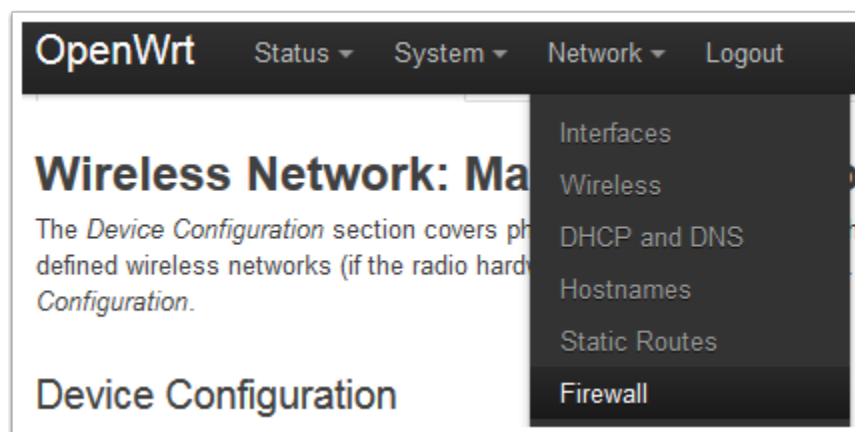 OpenWrt Status System Network Logout
Interfaces
Wireless
DHCP and DNS
Hostnames
Static Routes
Firewall
Wireless Network: Ma
The Device Configuration section covers ph
defined wireless networks (if the radio hardw
Configuration.
Device Configuration